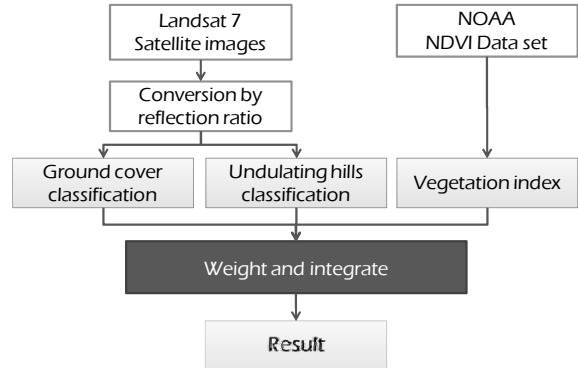 Landsat 7
Satellite images
NOAA
NDVI Data set
Conversion by
reflection ratio
Ground cover
classification
Undulating hills
classification
Vegetation index
Weight and integrate
Result